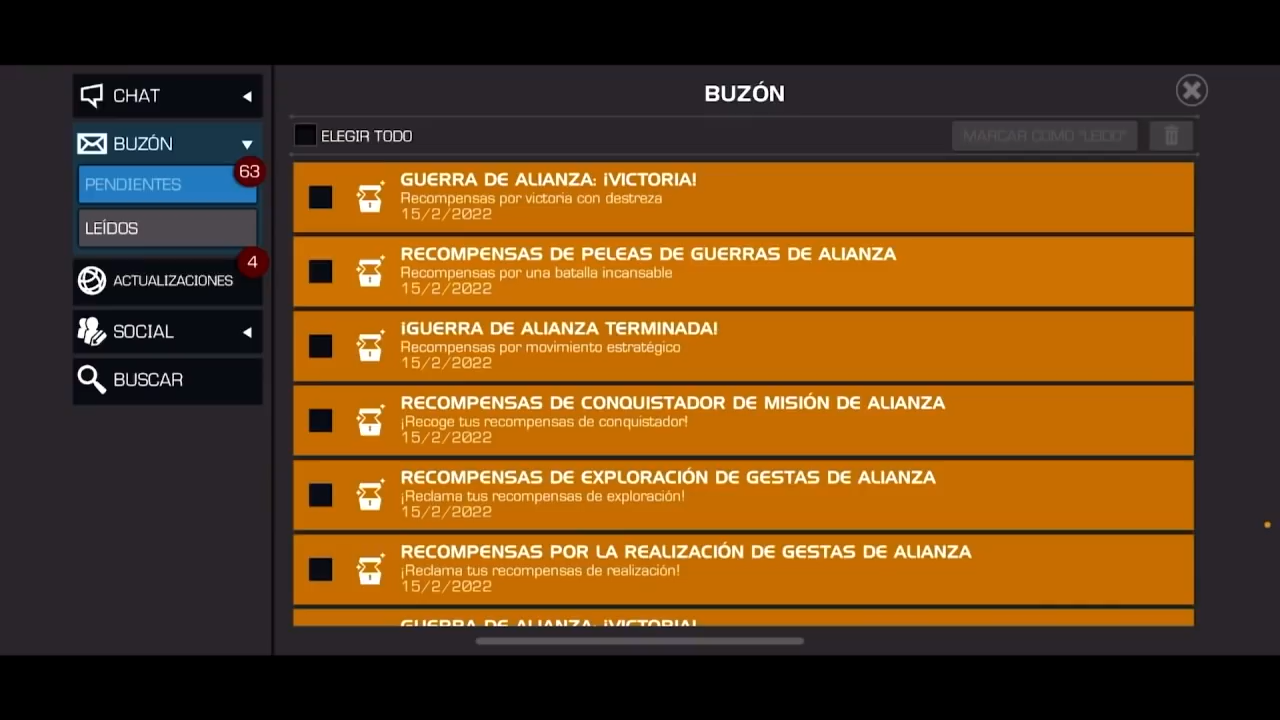 BUZÓN
CHAT
BUZÓN
PENDIENTES
63
LEÍDOS
ACTUALIZACIONES
4
SOCIAL
BUSCAR
ELEGIR TODO
MARCAR COMO "LEÍDO"
GUERRA DE ALIANZA: ¡VICTORIA!
Recompensas por victoria con destreza
15/2/2022
RECOMPENSAS DE PELEAS DE GUERRAS DE ALIANZA
Recompensas por una batalla incansable
15/2/2022
¡GUERRA DE ALIANZA TERMINADA!
Recompensas por movimiento estratégico
15/2/2022
RECOMPENSAS DE CONQUISTADOR DE MISIÓN DE ALIANZA
¡Recoge tus recompensas de conquistador!
15/2/2022
RECOMPENSAS DE EXPLORACIÓN DE GESTAS DE ALIANZA
¡Reclama tus recompensas de exploración!
15/2/2022
RECOMPENSAS POR LA REALIZACIÓN DE GESTAS DE ALIANZA
¡Reclama tus recompensas de realización!
15/2/2022
GUERRA DE ALIANZA: ¡VICTORIA!